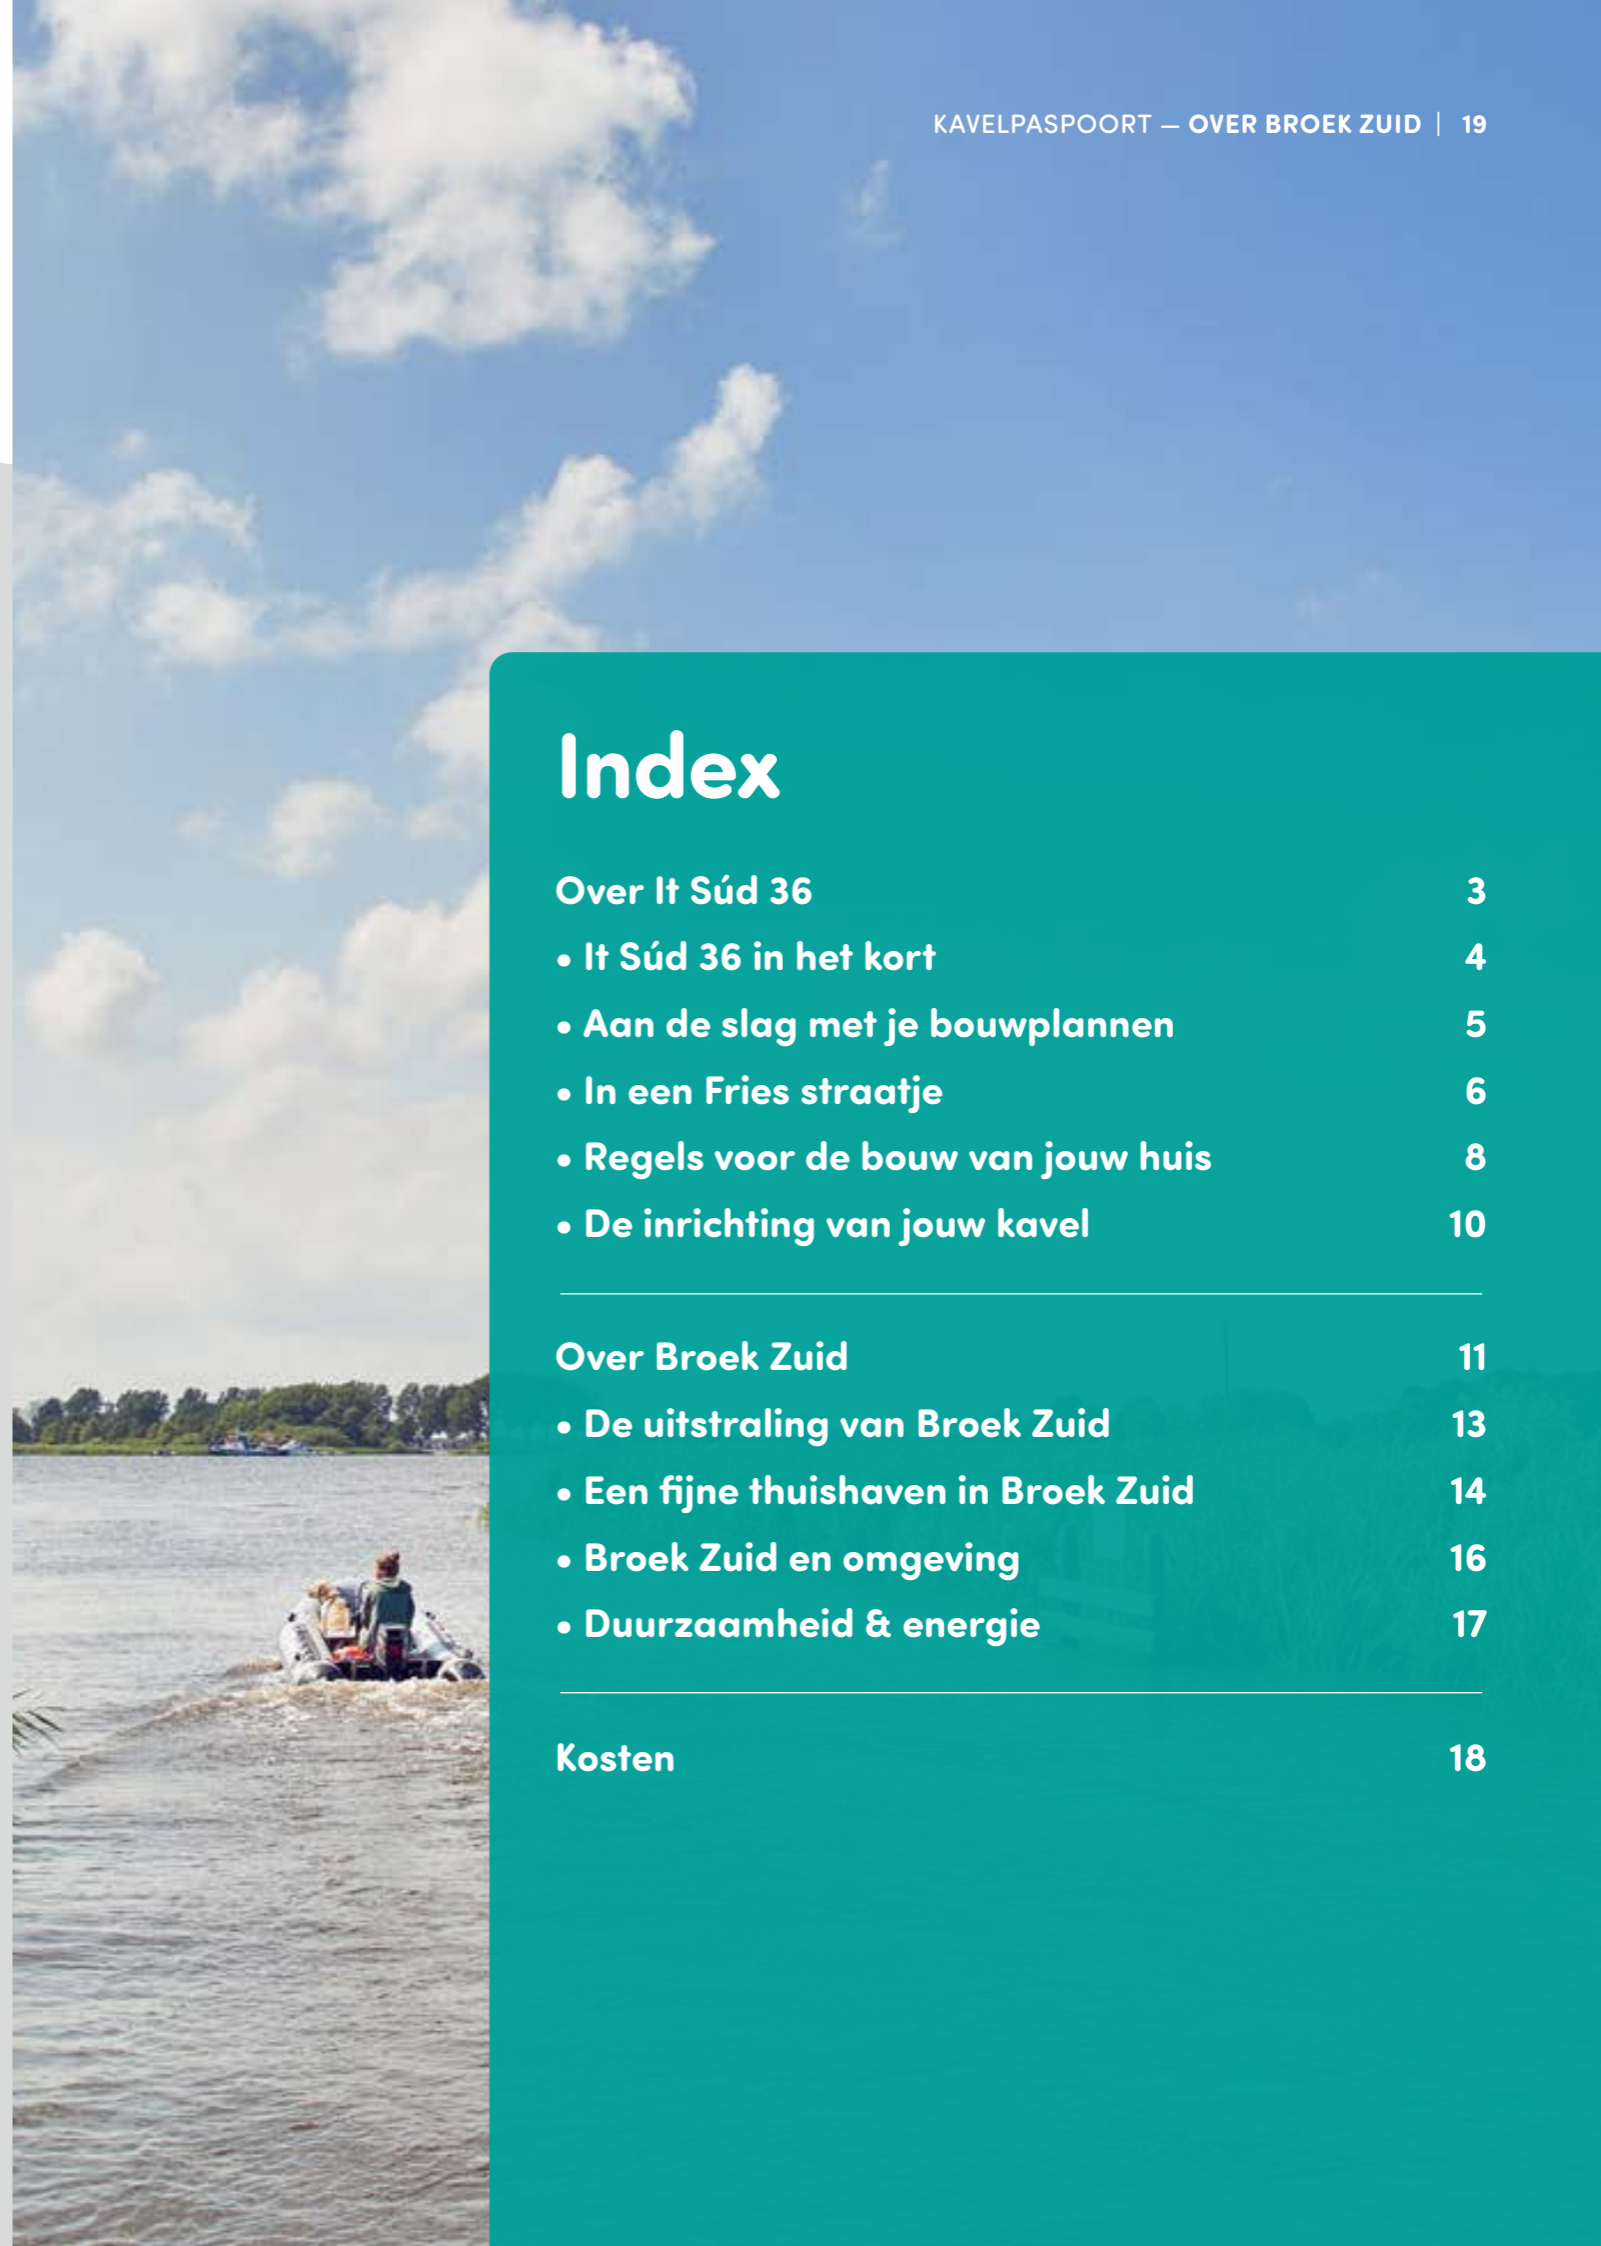 KAVELPASPOORT — OVER BROEK ZUID | 19
Index
Over It Súd 36 3
• It Súd 36 in het kort 4
• Aan de slag met je bouwplannen 5
• In een Fries straatje 6
• Regels voor de bouw van jouw huis 8
• De inrichting van jouw kavel 10
Over Broek Zuid 11
• De uitstraling van Broek Zuid 13
• Een fijne thuishaven in Broek Zuid 14
• Broek Zuid en omgeving 16
• Duurzaamheid & energie 17
Kosten 18